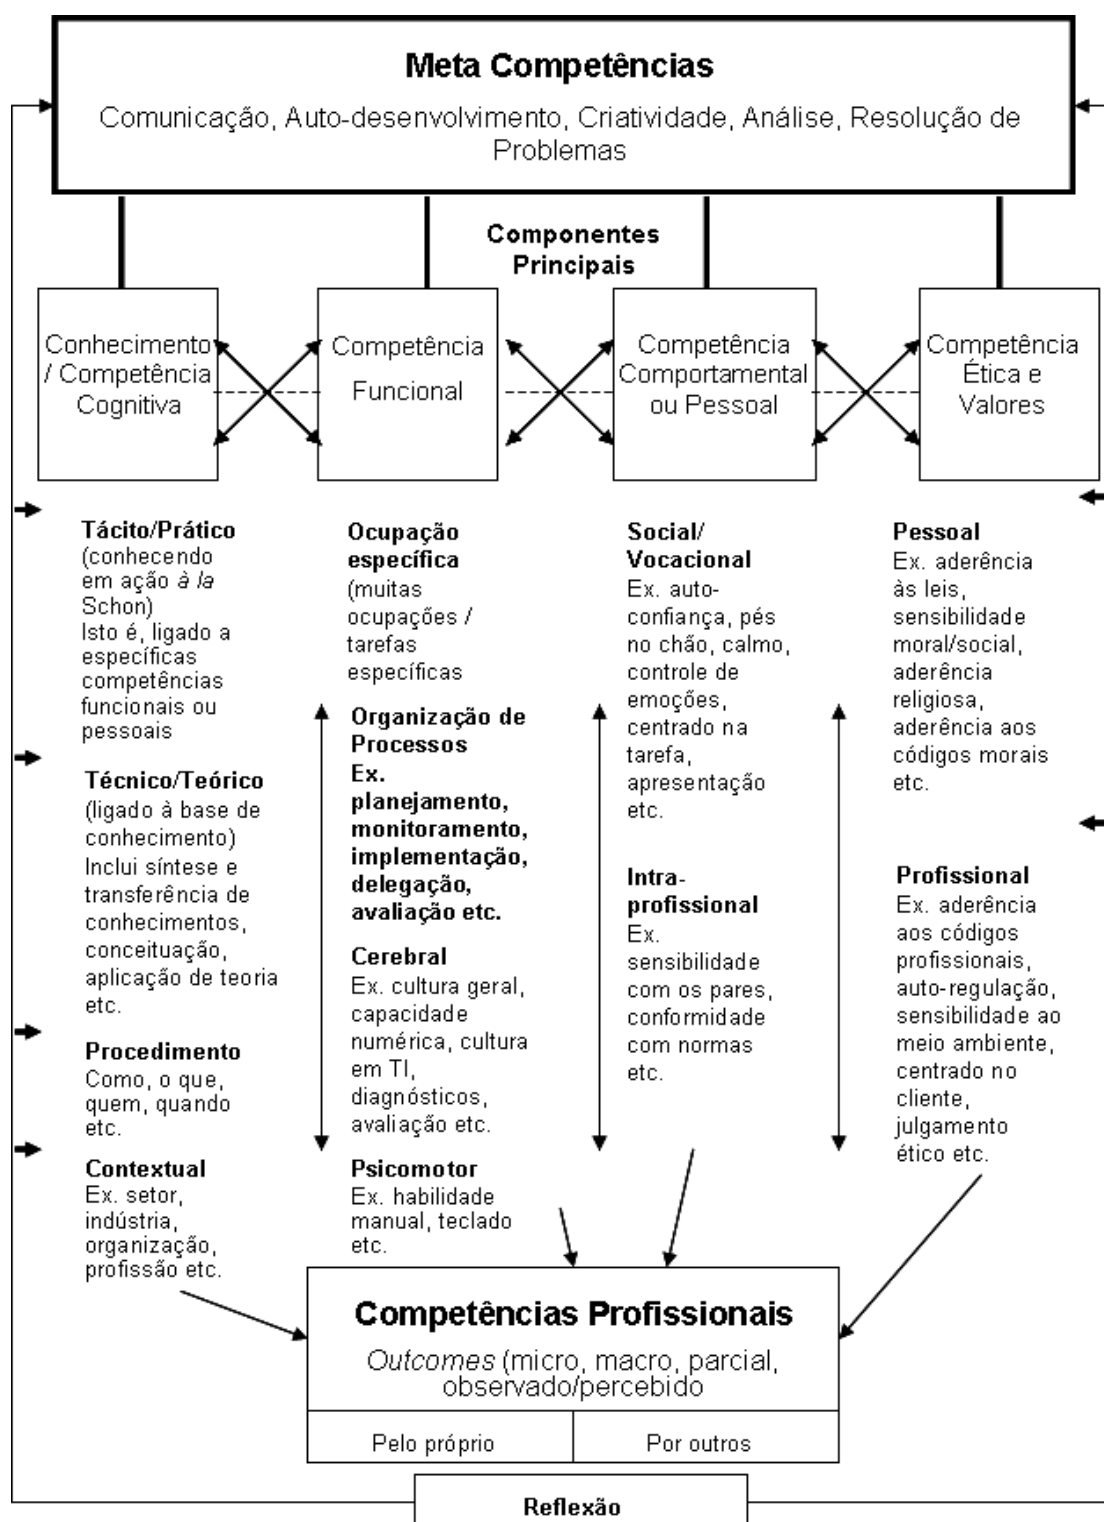 Meta Competências
Comunicação, Auto-desenvolvimento, Criatividade, Análise, Resolução de
Problemas
Componentes
Principais
Conhecimento
/ Competência
Cognitiva
Competência
Funcional
Competência
Comportamental
ou Pessoal
Competência
Ética e
Valores
Tácito/Prático
(conhecendo
em ação à la
Schon)
Isto é, ligado a
específicas
competências
funcionais ou
pessoais
Técnico/Teórico
(ligado à base de
conhecimento)
Inclui síntese e
transferência de
conhecimentos,
conceituação,
aplicação de teoria
etc.
Procedimento
Como, o que,
quem, quando
etc.
Contextual
Ex. setor,
indústria,
organização,
profissão etc.
Ocupação
específica
(muitas
ocupações /
tarefas
específicas
Organização de
Processos
Ex.
planejamento,
monitoramento,
implementação,
delegação,
avaliação etc.
Cerebral
Ex. cultura geral,
capacidade
numérica, cultura
em TI,
diagnósticos,
avaliação etc.
Psicomotor
Ex. habilidade
manual, teclado
etc.
Social/
Vocacional
Ex. auto-
confiança, pés
no chão, calmo,
controle de
emoções,
centrado na
tarefa,
apresentação
etc.
Intra-
profissional
Ex.
sensibilidade
com os pares,
conformidade
com normas
etc.
Pessoal
Ex. aderência
às leis,
sensibilidade
moral/social,
aderência
religiosa,
aderência aos
códigos morais
etc.
Profissional
Ex. aderência
aos códigos
profissionais,
auto-regulação,
sensibilidade ao
meio ambiente,
centrado no
cliente,
julgamento
ético etc.
Competências Profissionais
Outcomes (micro, macro, parcial,
observado/percebido
Pelo próprio
Por outros
Reflexão